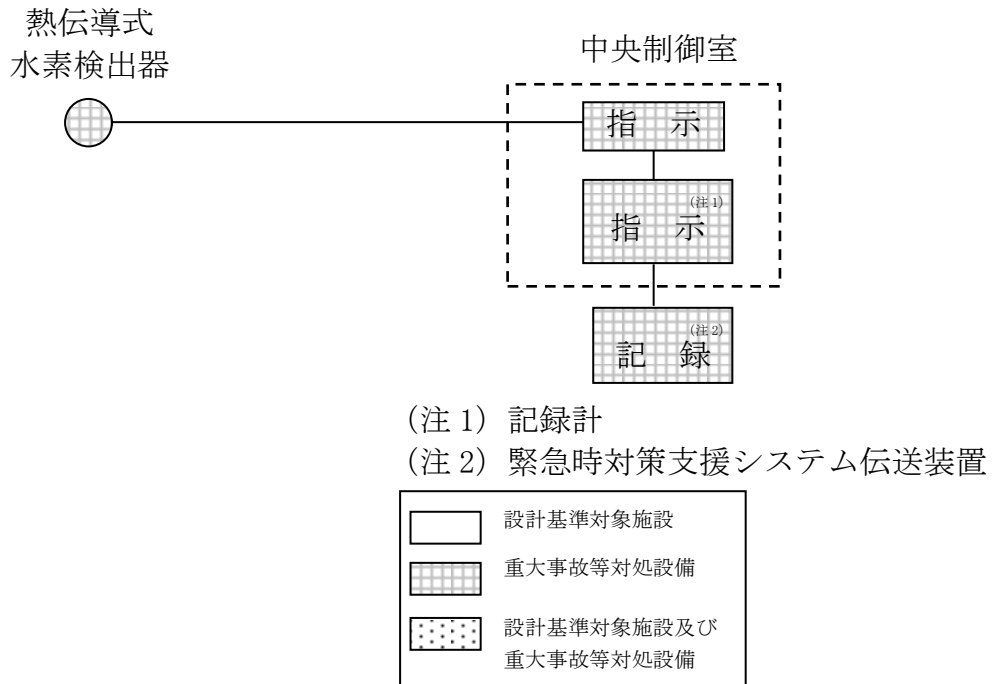 熱伝導式
水素検出器
中央制御室
指　示
(注1)
指　示
(注2)
記　録
(注1) 記録計
(注2) 緊急時対策支援システム伝送装置
設計基準対象施設
重大事故等対処設備
設計基準対象施設及び
重大事故等対処設備